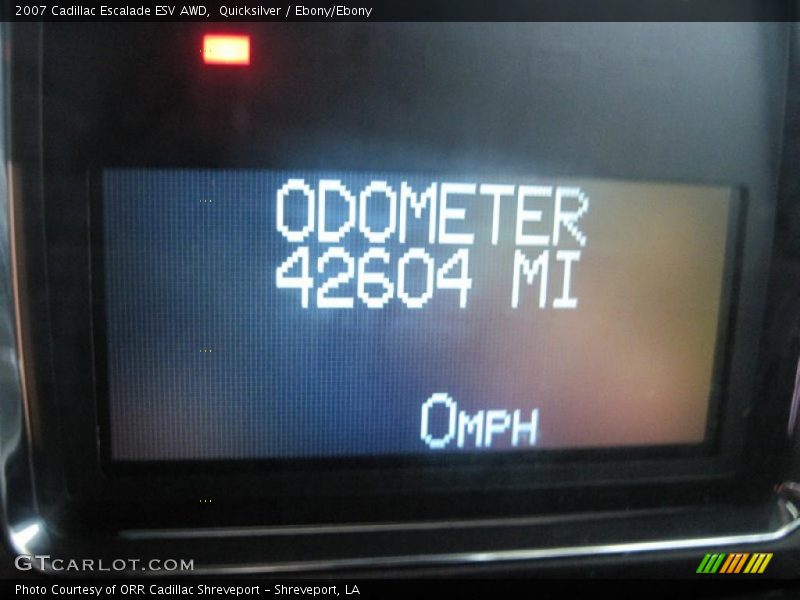 2007 Cadillac Escalade ESV AWD, Quicksilver / Ebony/Ebony
ODOMETER
42604 MI
0MPH
GTCARLOT.COM
Photo Courtesy of ORR Cadillac Shreveport - Shreveport, LA